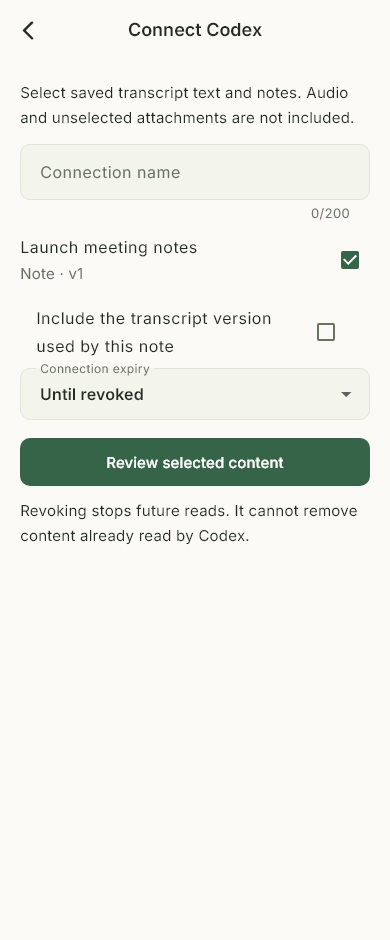 Connect Codex
Select saved transcript text and notes. Audio
and unselected attachments are not included.
Connection name
0/200
Launch meeting notes
Note · v1
Include the transcript version
used by this note
Connection expiry
Until revoked
Review selected content
Revoking stops future reads. It cannot remove
content already read by Codex.